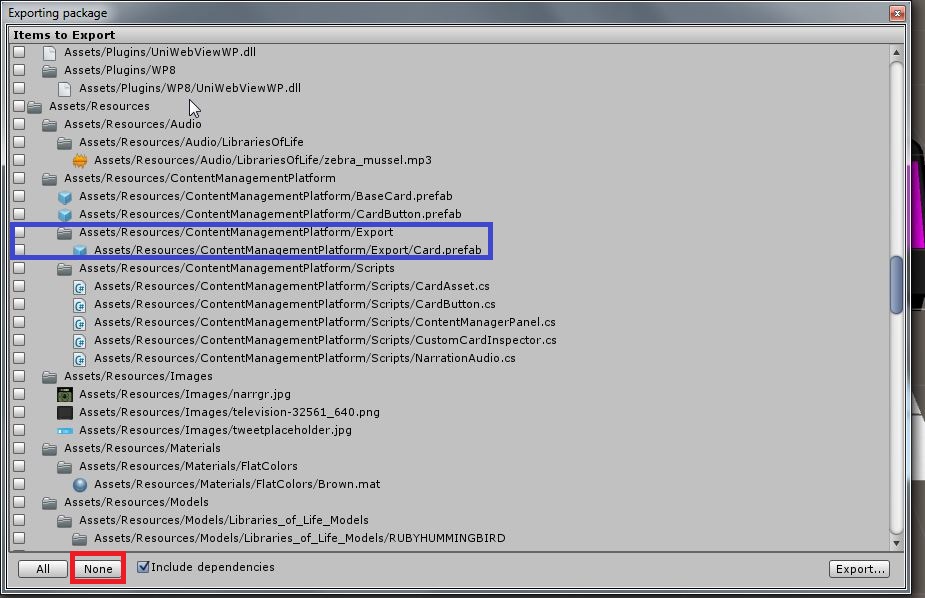 Exporting package
Items to Export
Assets/Plugins/UniWebViewWP.dll
Assets/Plugins/WP8
Assets/Plugins/WP8/UniWebViewWP.dll
Assets/Resources
Assets/Resources/Audio
Assets/Resources/Audio/LibrariesOfLife
Assets/Resources/Audio/LibrariesOfLife/zebra_mussel.mp3
Assets/Resources/ContentManagementPlatform
Assets/Resources/ContentManagementPlatform/BaseCard.prefab
Assets/Resources/ContentManagementPlatform/CardButton.prefab
Assets/Resources/ContentManagementPlatform/Export
Assets/Resources/ContentManagementPlatform/Export/Card.prefab
Assets/Resources/ContentManagementPlatform/Scripts
Assets/Resources/ContentManagementPlatform/Scripts/CardAsset.cs
Assets/Resources/ContentManagementPlatform/Scripts/CardButton.cs
Assets/Resources/ContentManagementPlatform/Scripts/ContentManagerPanel.cs
Assets/Resources/ContentManagementPlatform/Scripts/CustomCardInspector.cs
Assets/Resources/ContentManagementPlatform/Scripts/NarrationAudio.cs
Assets/Resources/Images
Assets/Resources/Images/narrgr.jpg
Assets/Resources/Images/television-32561_640.png
Assets/Resources/Images/tweetplaceholder.jpg
Assets/Resources/Materials
Assets/Resources/Materials/FlatColors
Assets/Resources/Materials/FlatColors/Brown.mat
Assets/Resources/Models
Assets/Resources/Models/Libraries_of_Life_Models
Assets/Resources/Models/Libraries_of_Life_Models/RUBYHUMMINGBIRD
All None Include dependencies Export...